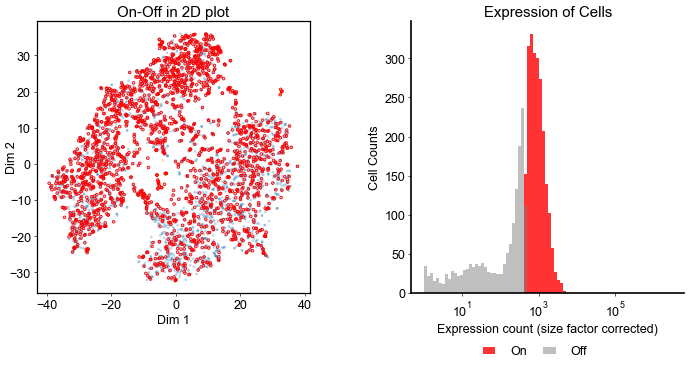 On-Off in 2D plot
Expression of Cells
30
20
10
0
−10
−20
−30
Dim 2
−40
−20
0
20
40
Dim 1
300
250
200
150
100
50
0
Cell Counts
10^1
10^3
10^5
Expression count (size factor corrected)
On
Off